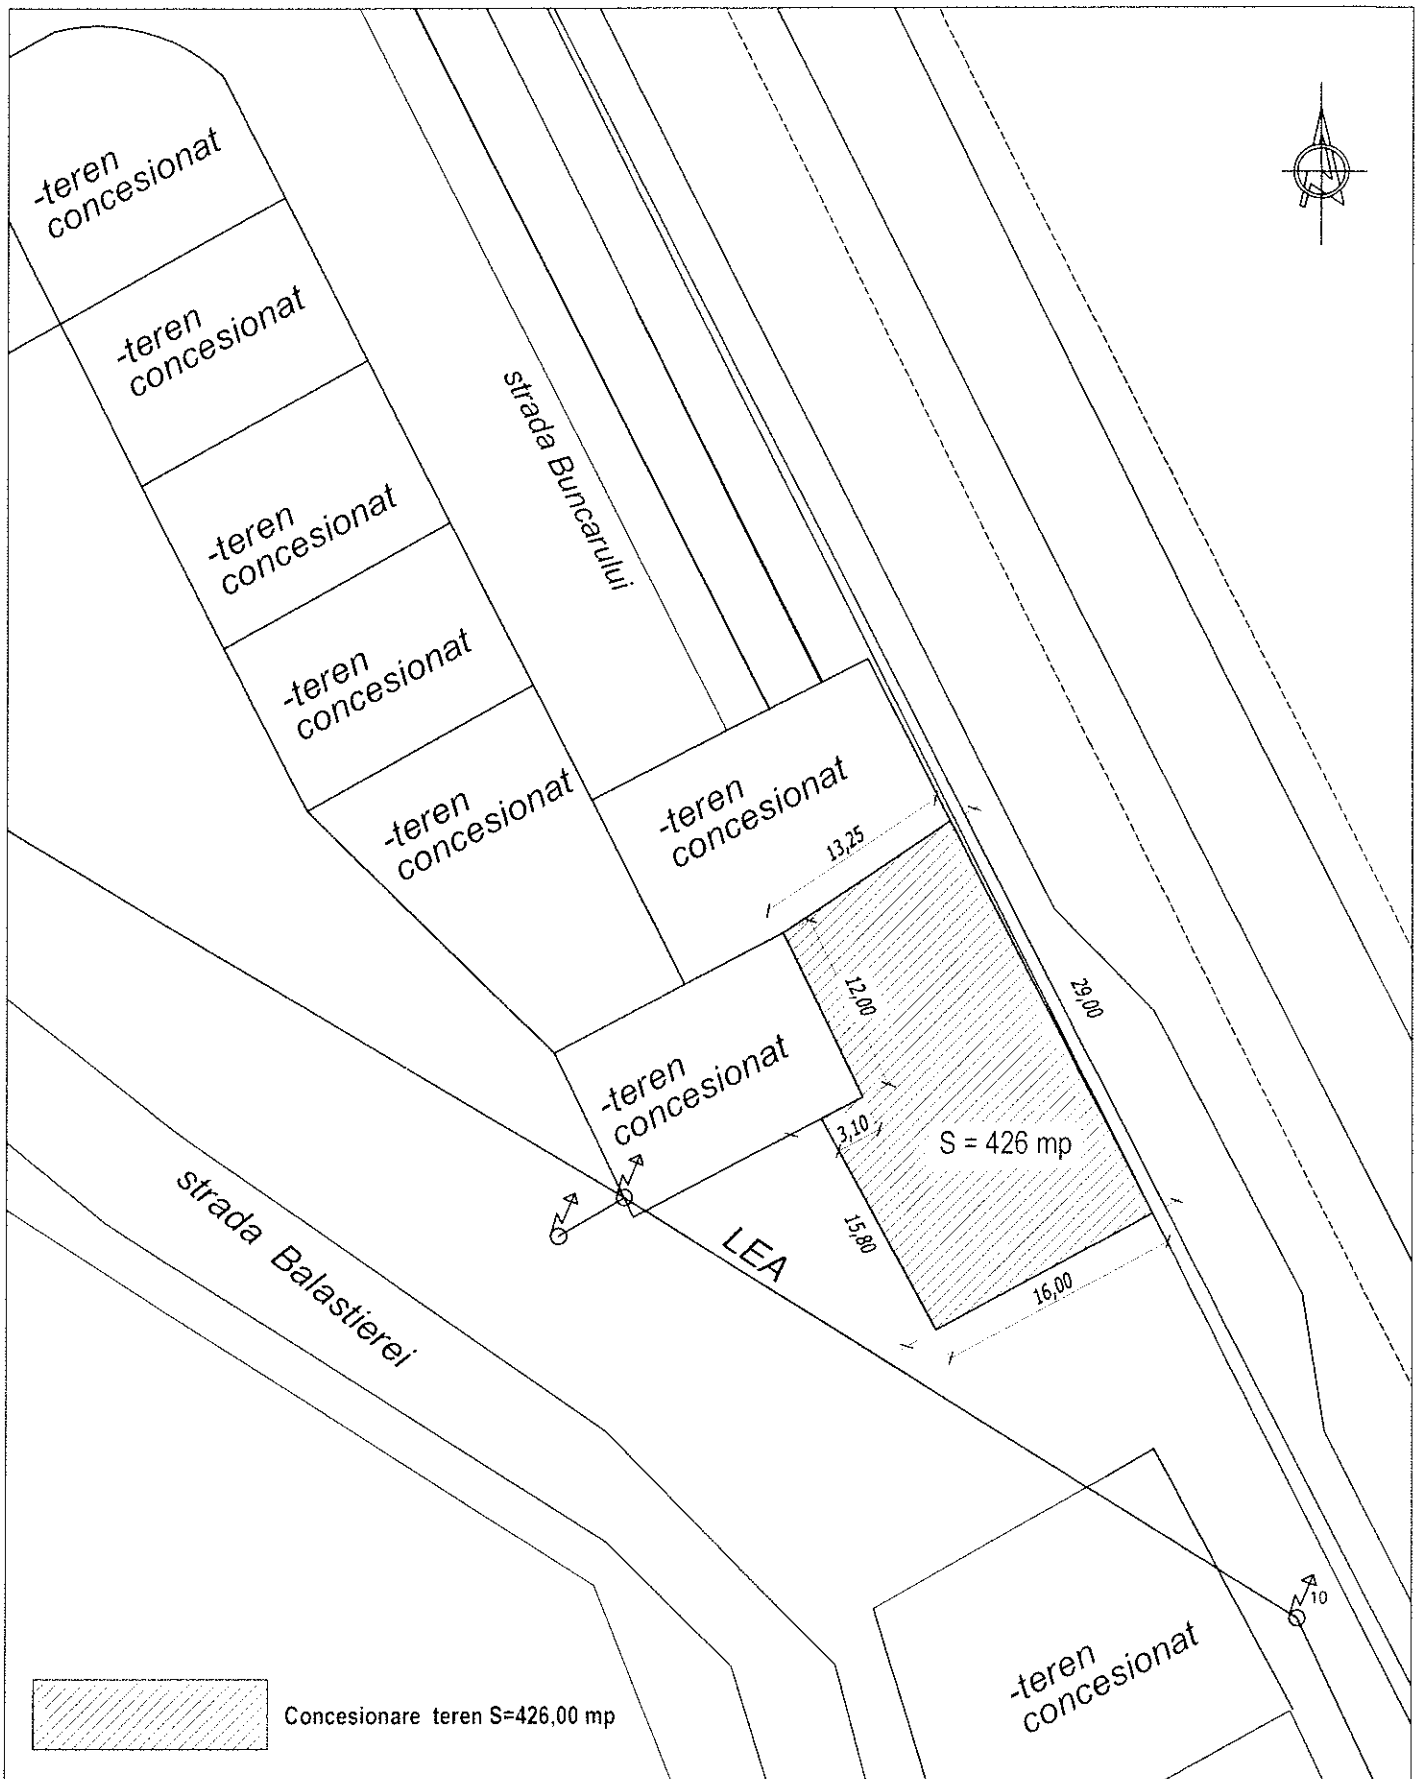 -teren
concesionat
-teren
concesionat
-teren
concesionat
-teren
concesionat
-teren
concesionat
strada Buncarului
-teren
concesionat
13,25
12,00
29,00
-teren
concesionat
3,10
S = 426 mp
15,80
16,00
LEA
strada Balastierei
10
-teren
concesionat
Concesionare teren S=426,00 mp